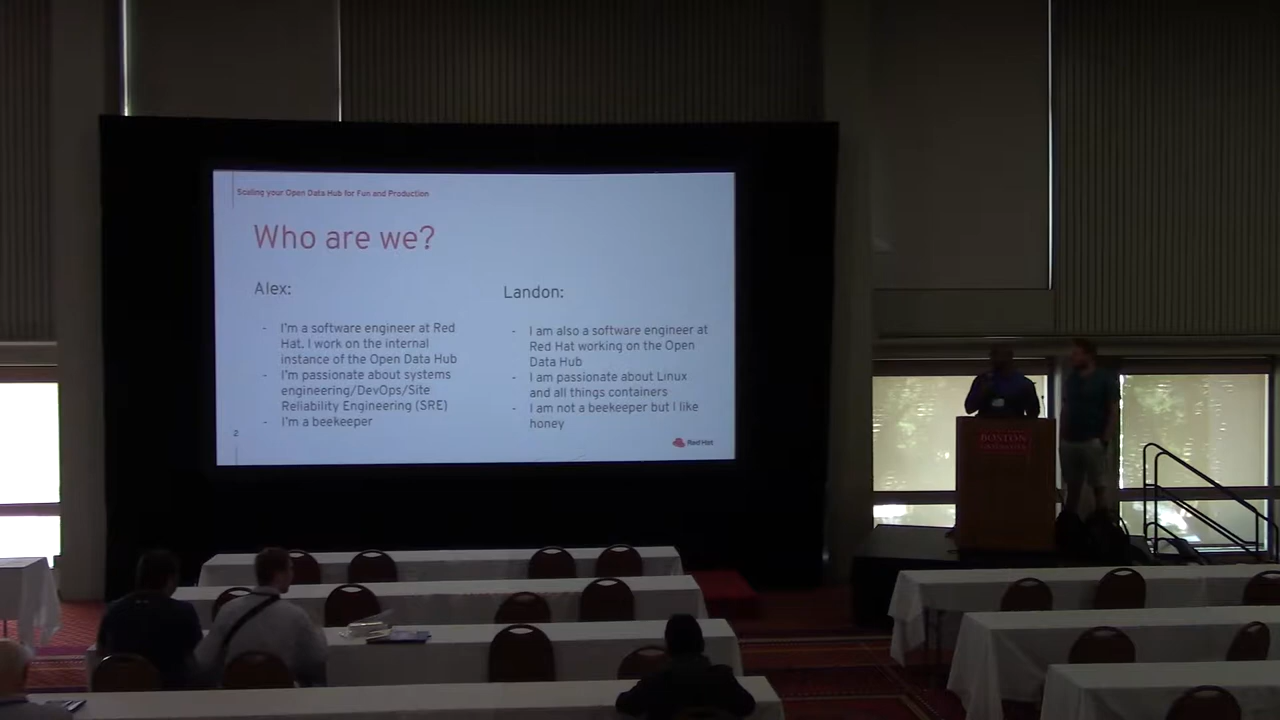 Scaling your Open Data Hub for Fun and Production
Who are we?
Alex:
- I'm a software engineer at Red
Hat. I work on the internal
instance of the Open Data Hub
- I'm passionate about systems
engineering/DevOps/Site
Reliability Engineering (SRE)
- I'm a beekeeper
Landon:
- I am also a software engineer at
Red Hat working on the Open
Data Hub
- I am passionate about Linux
and all things containers
- I am not a beekeeper but I like
honey
2
Red Hat
BOSTON